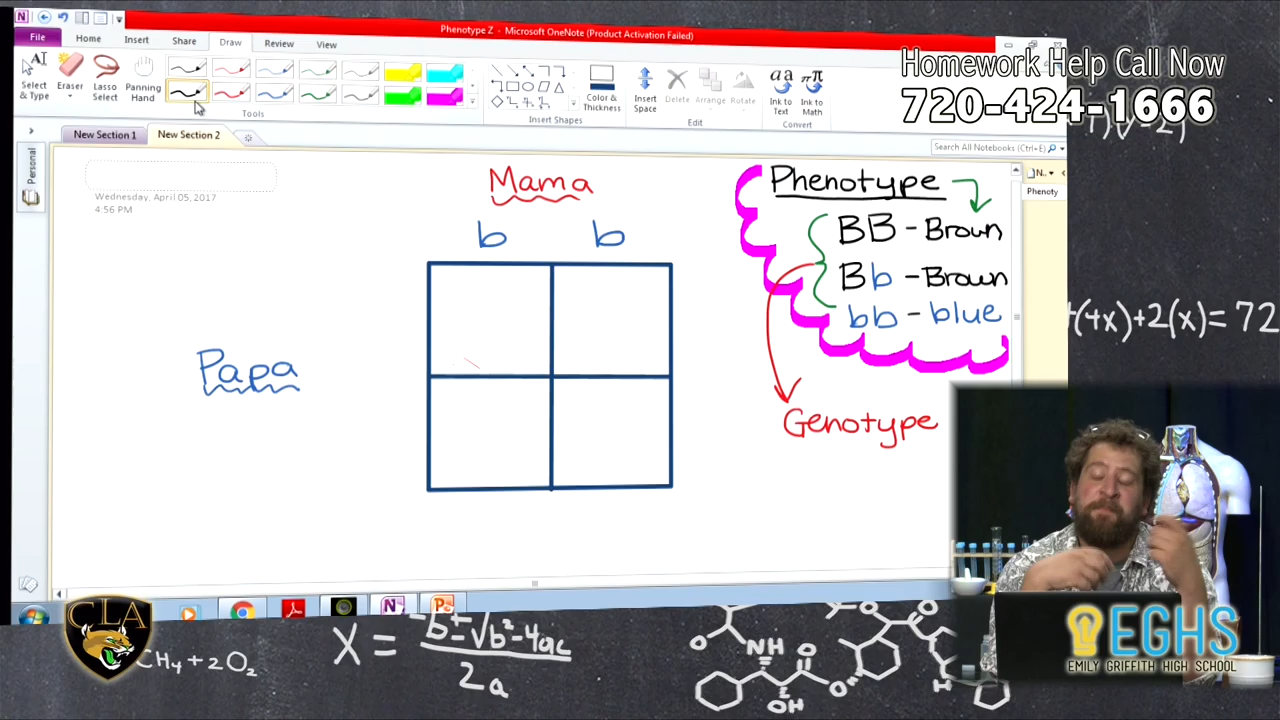 Phenotype Z - Microsoft OneNote (Product Activation Failed)
File
Home
Insert
Share
Draw
Review
View
Select & Type
Eraser
Lasso Select
Panning Hand
Tools
Insert Shapes
Color & Thickness
Insert Space
Delete
Arrange
Rotate
Edit
Ink to Text
Ink to Math
Convert
Homework Help Call Now
720-424-1666
New Section 1
New Section 2
Search All Notebooks (Ctrl+E)
Personal
Phenoty
Wednesday, April 05, 2017
4:56 PM
Mama
b b
Papa
Phenotype
BB - Brown
Bb - Brown
bb - blue
Genotype
(4x)+2(x)= 72
CLA
CH4 + 2O2
X = -b±√b²-4ac
2a
NH
O
OH
O
H
EGHS
EMILY GRIFFITH HIGH SCHOOL